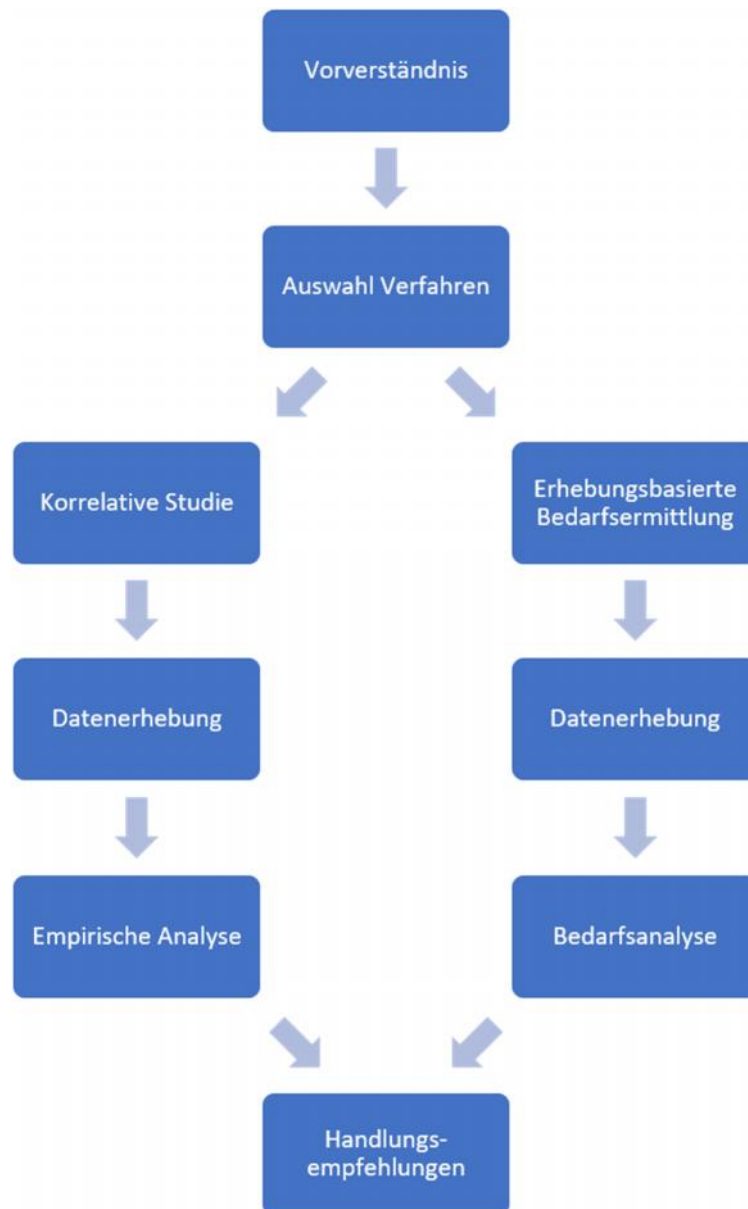 Vorverständnis
Auswahl Verfahren
Korrelative Studie
Erhebungsbasierte
Bedarfsermittlung
Datenerhebung
Datenerhebung
Empirische Analyse
Bedarfsanalyse
Handlungs-
empfehlungen